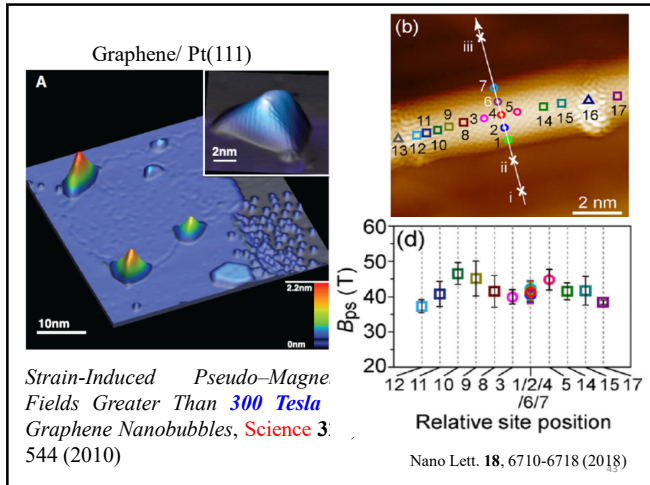 Graphene/ Pt(111)
A
2nm
2.2nm
0nm
10nm
Strain-Induced Pseudo–Magne
Fields Greater Than 300 Tesla
Graphene Nanobubbles, Science 3
544 (2010)
(b)
iii
7
6
5
4
3
2
1
ii
i
8
9
10
11
12
13
14
15
16
17
2 nm
(d)
Bps (T)
60
50
40
30
20
12 11 10 9 8 3 1/2/4 5 14 15 17
/6/7
Relative site position
Nano Lett. 18, 6710-6718 (2018)
43